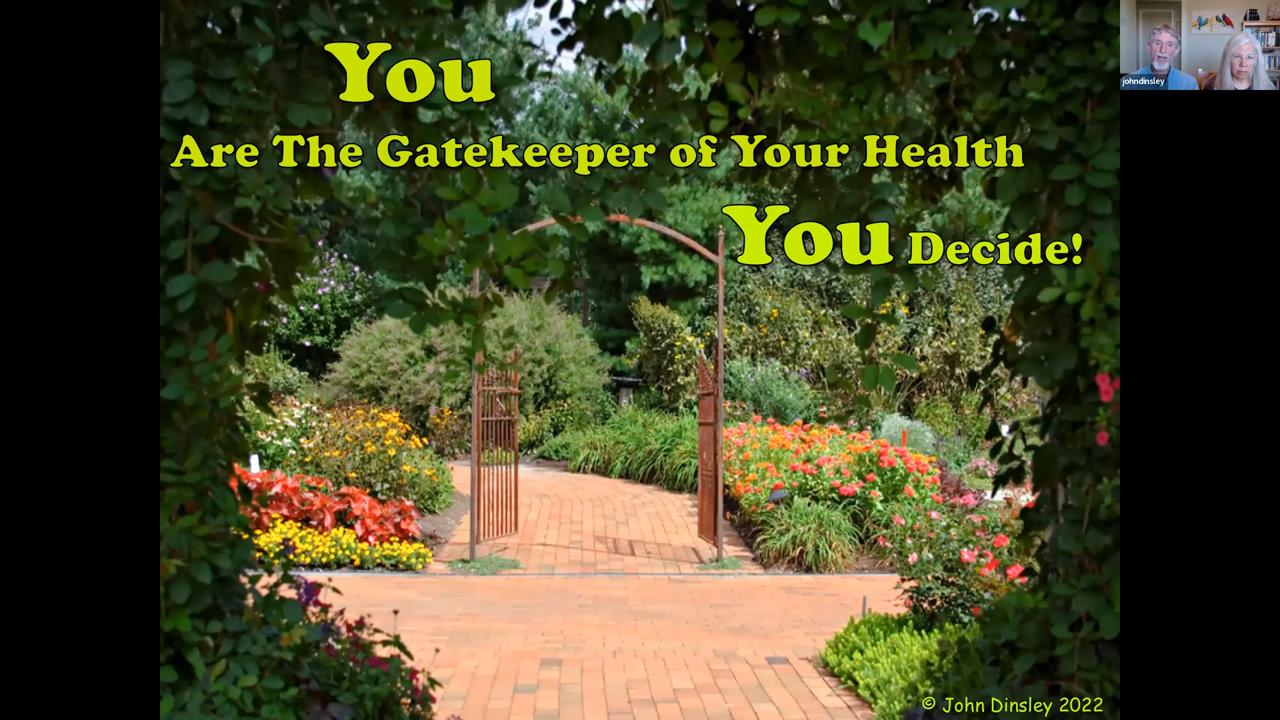 You
Are The Gatekeeper of Your Health
You Decide!
johndinsley
© John Dinsley 2022